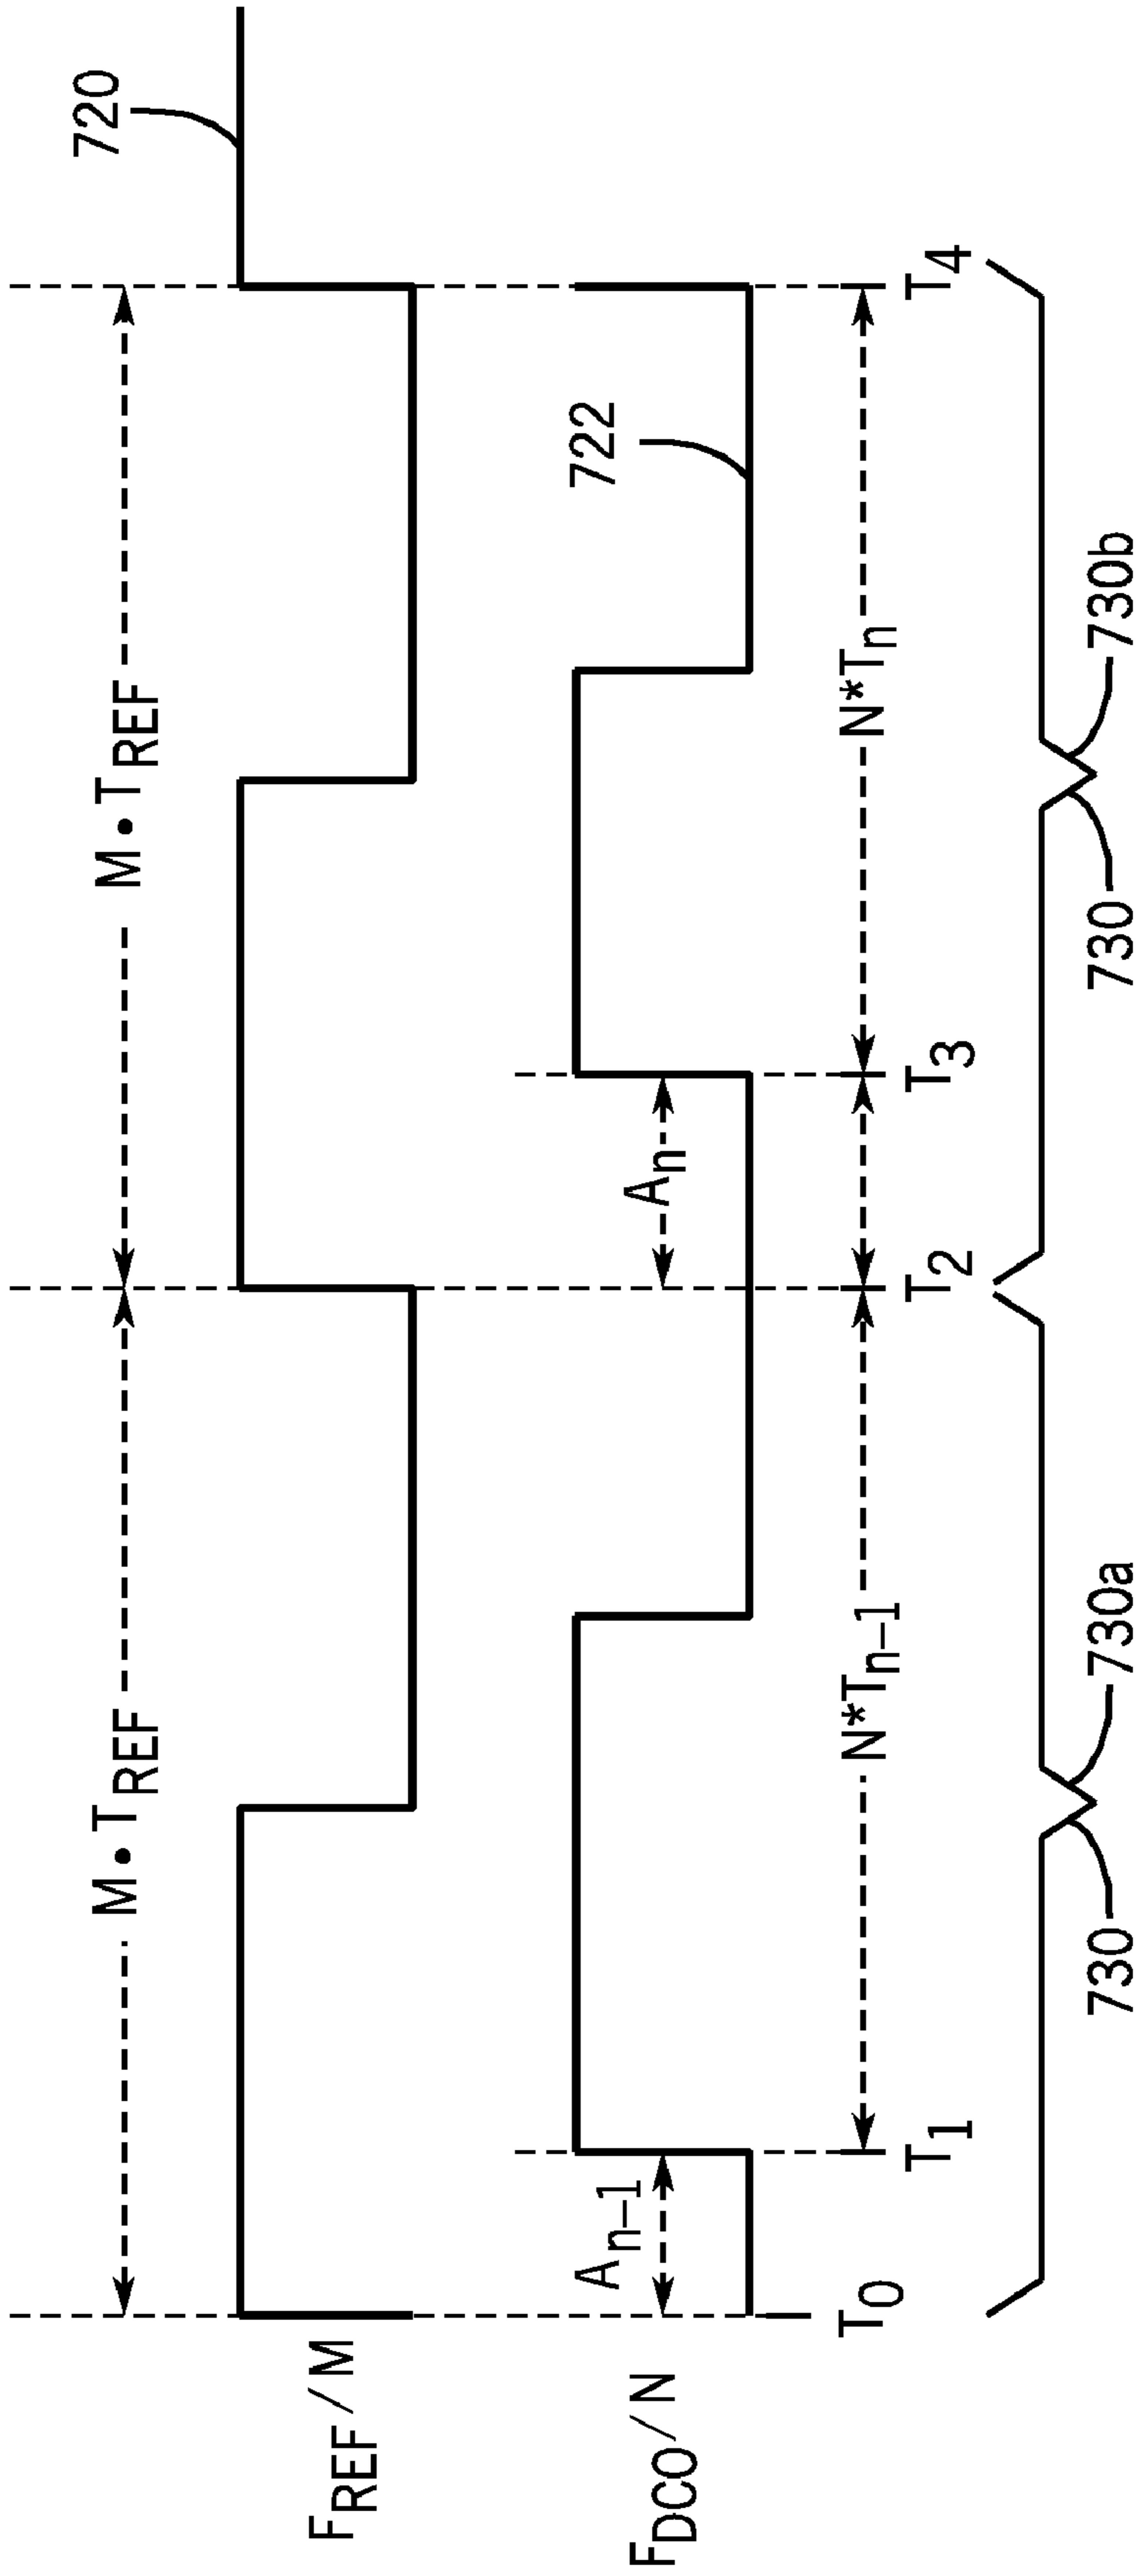 720
M•T_REF
M•T_REF
F_REF/M
722
A_n–1
A_n
F_DCO/N
N*T_n–1
N*T_n
T_0
T_1
T_2
T_3
T_4
730
730a
730
730b